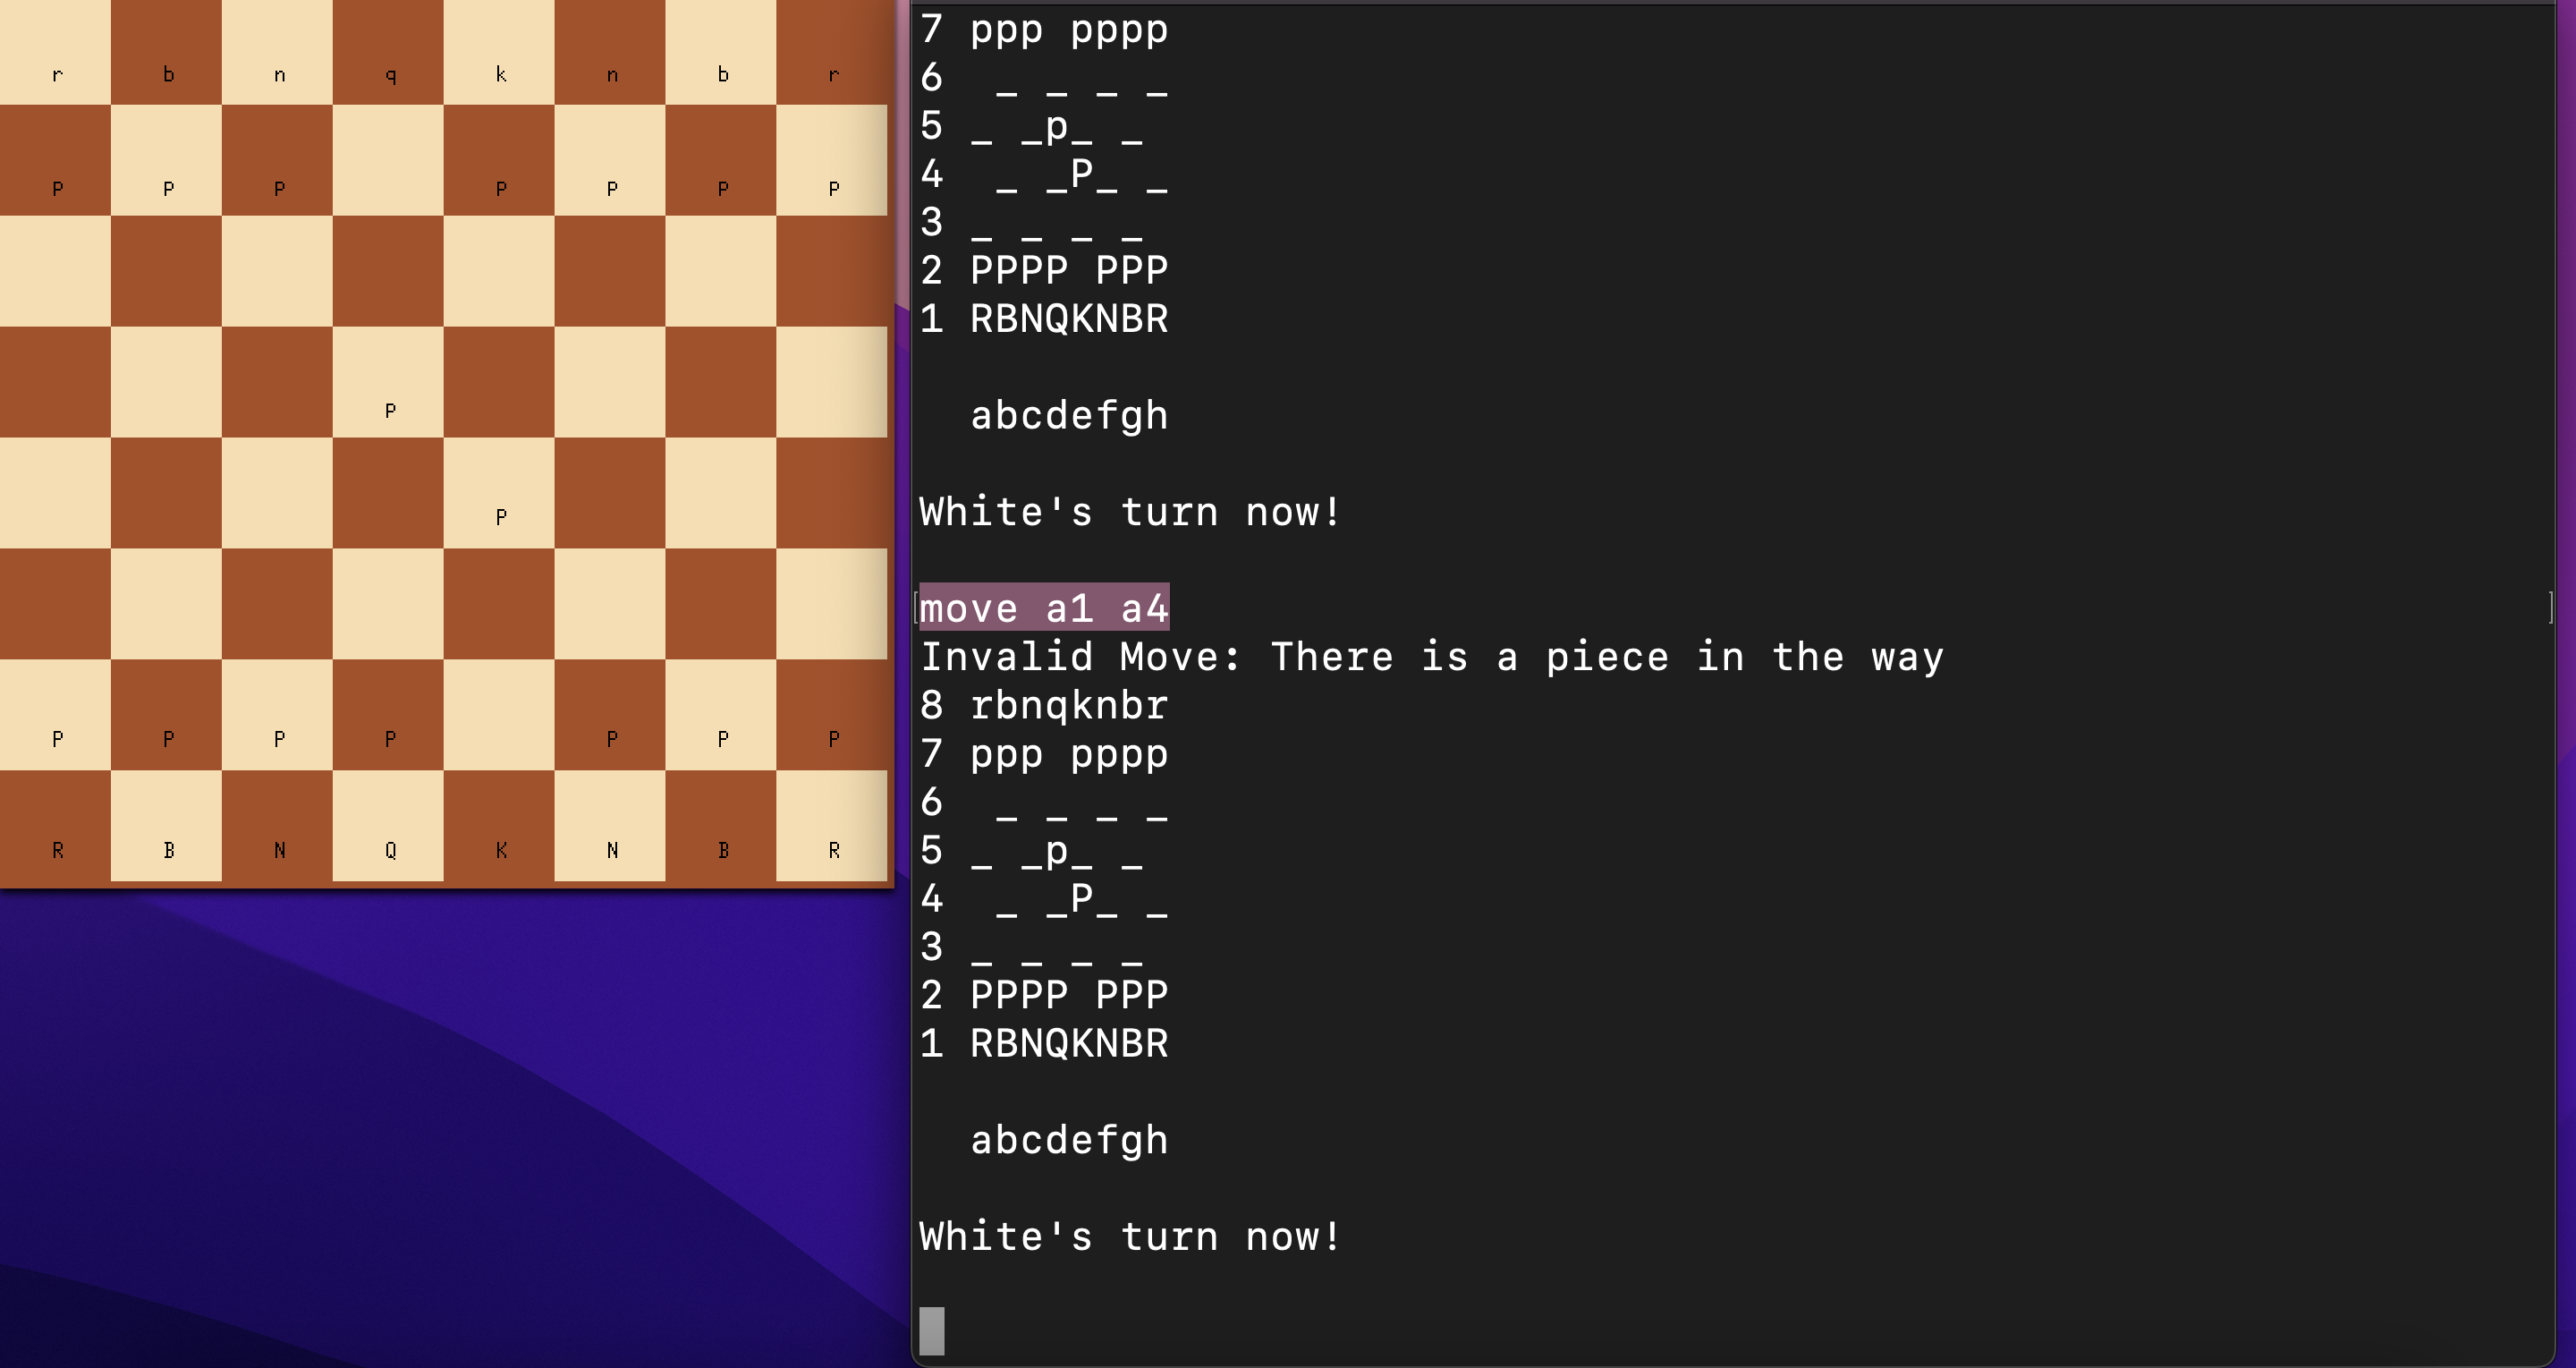 r b n q k n b r
p p p p p p p
p
P
P P P P P P P
R B N Q K N B R
7 ppp pppp
6  _ _ _ _
5 _ _p_ _
4  _ _P_ _
3 _ _ _ _
2 PPPP PPP
1 RBNQKNBR
abcdefgh
White's turn now!
[move a1 a4]
Invalid Move: There is a piece in the way
8 rbnqknbr
7 ppp pppp
6  _ _ _ _
5 _ _p_ _
4  _ _P_ _
3 _ _ _ _
2 PPPP PPP
1 RBNQKNBR
abcdefgh
White's turn now!